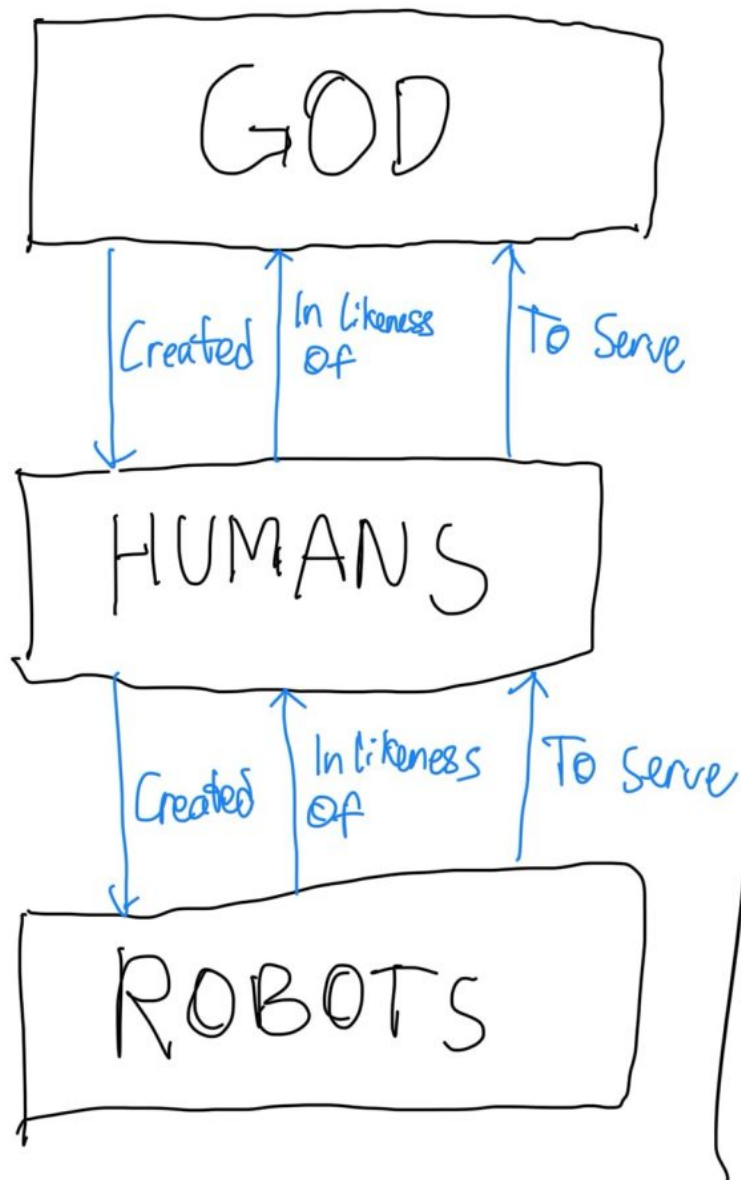 GOD
Created
In Likeness
Of
To Serve
HUMANS
Created
In likeness
Of
To serve
ROBOTS